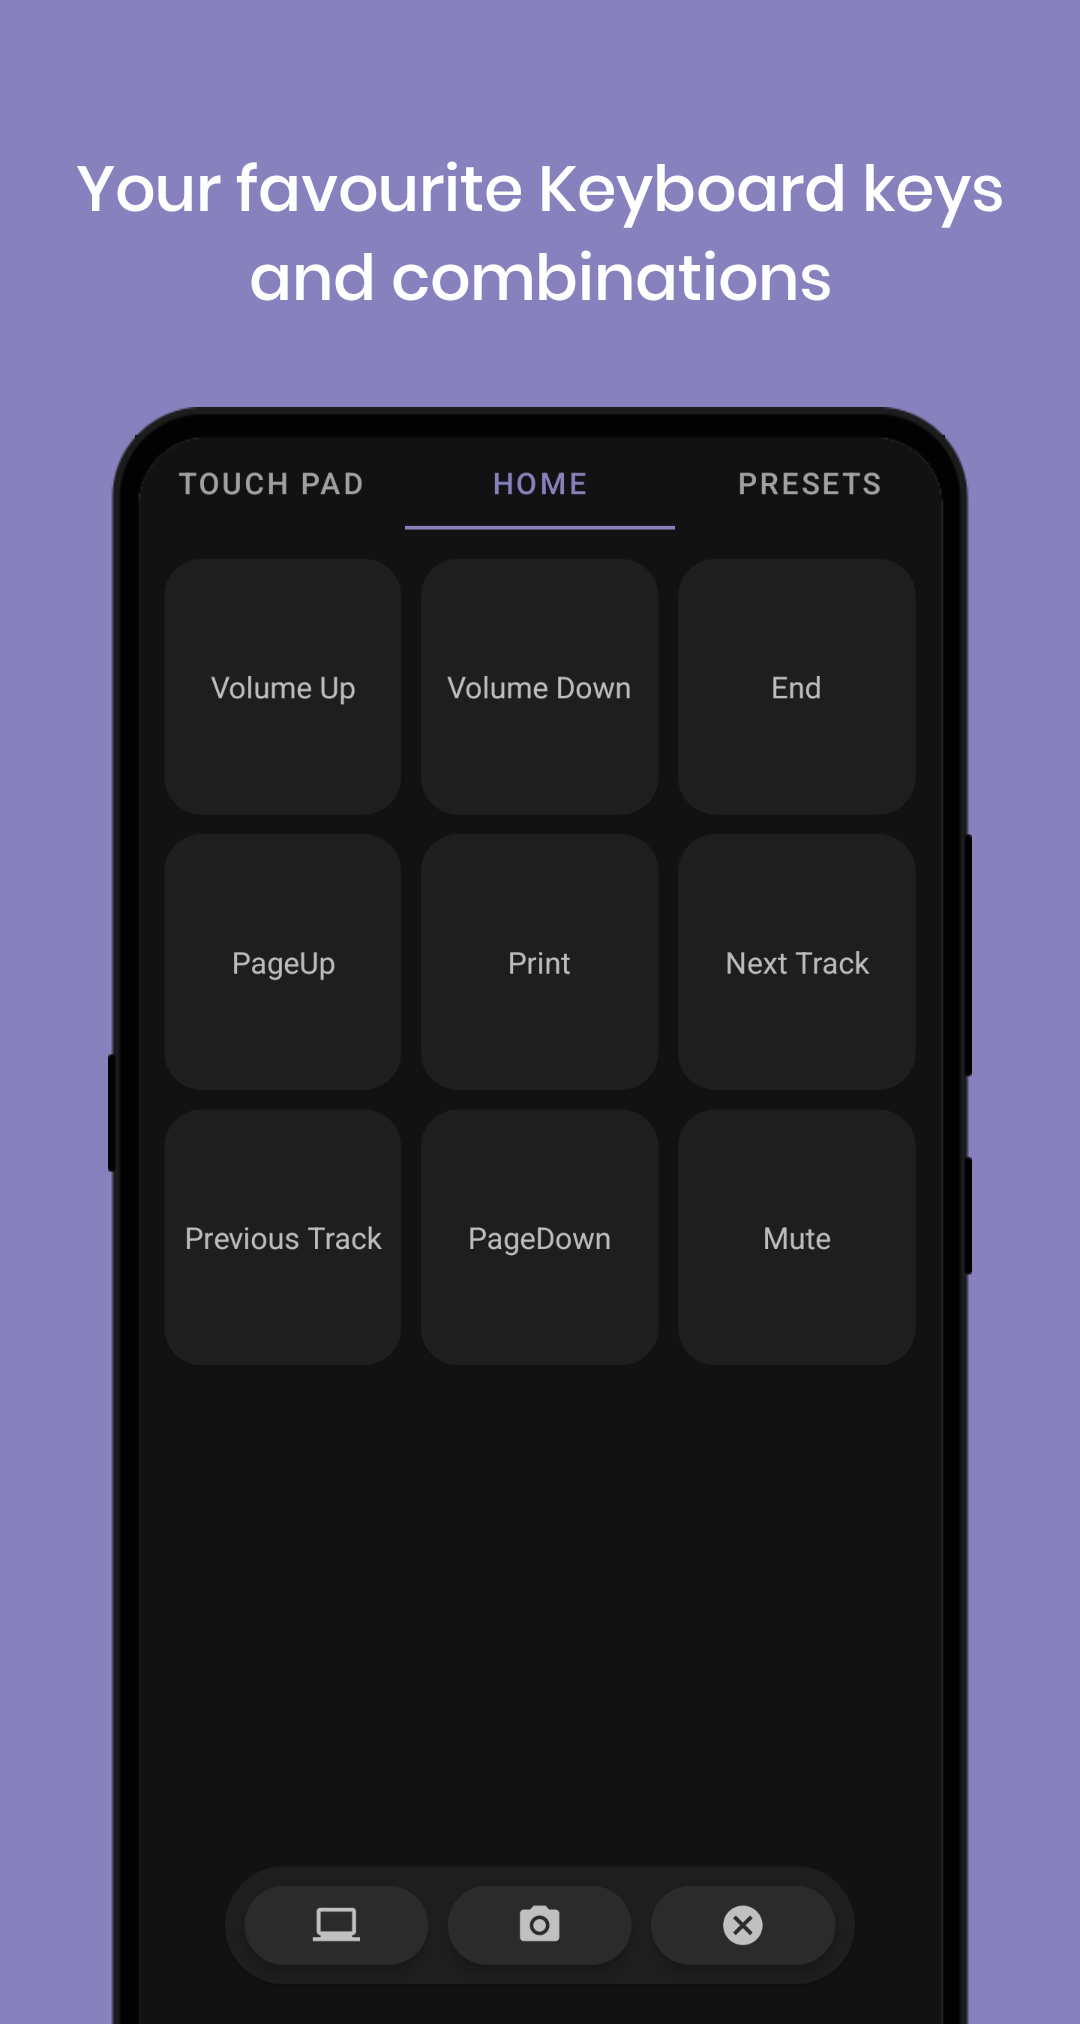 Your favourite Keyboard keys
and combinations
TOUCH PAD HOME PRESETS
Volume Up Volume Down End
PageUp Print Next Track
Previous Track PageDown Mute